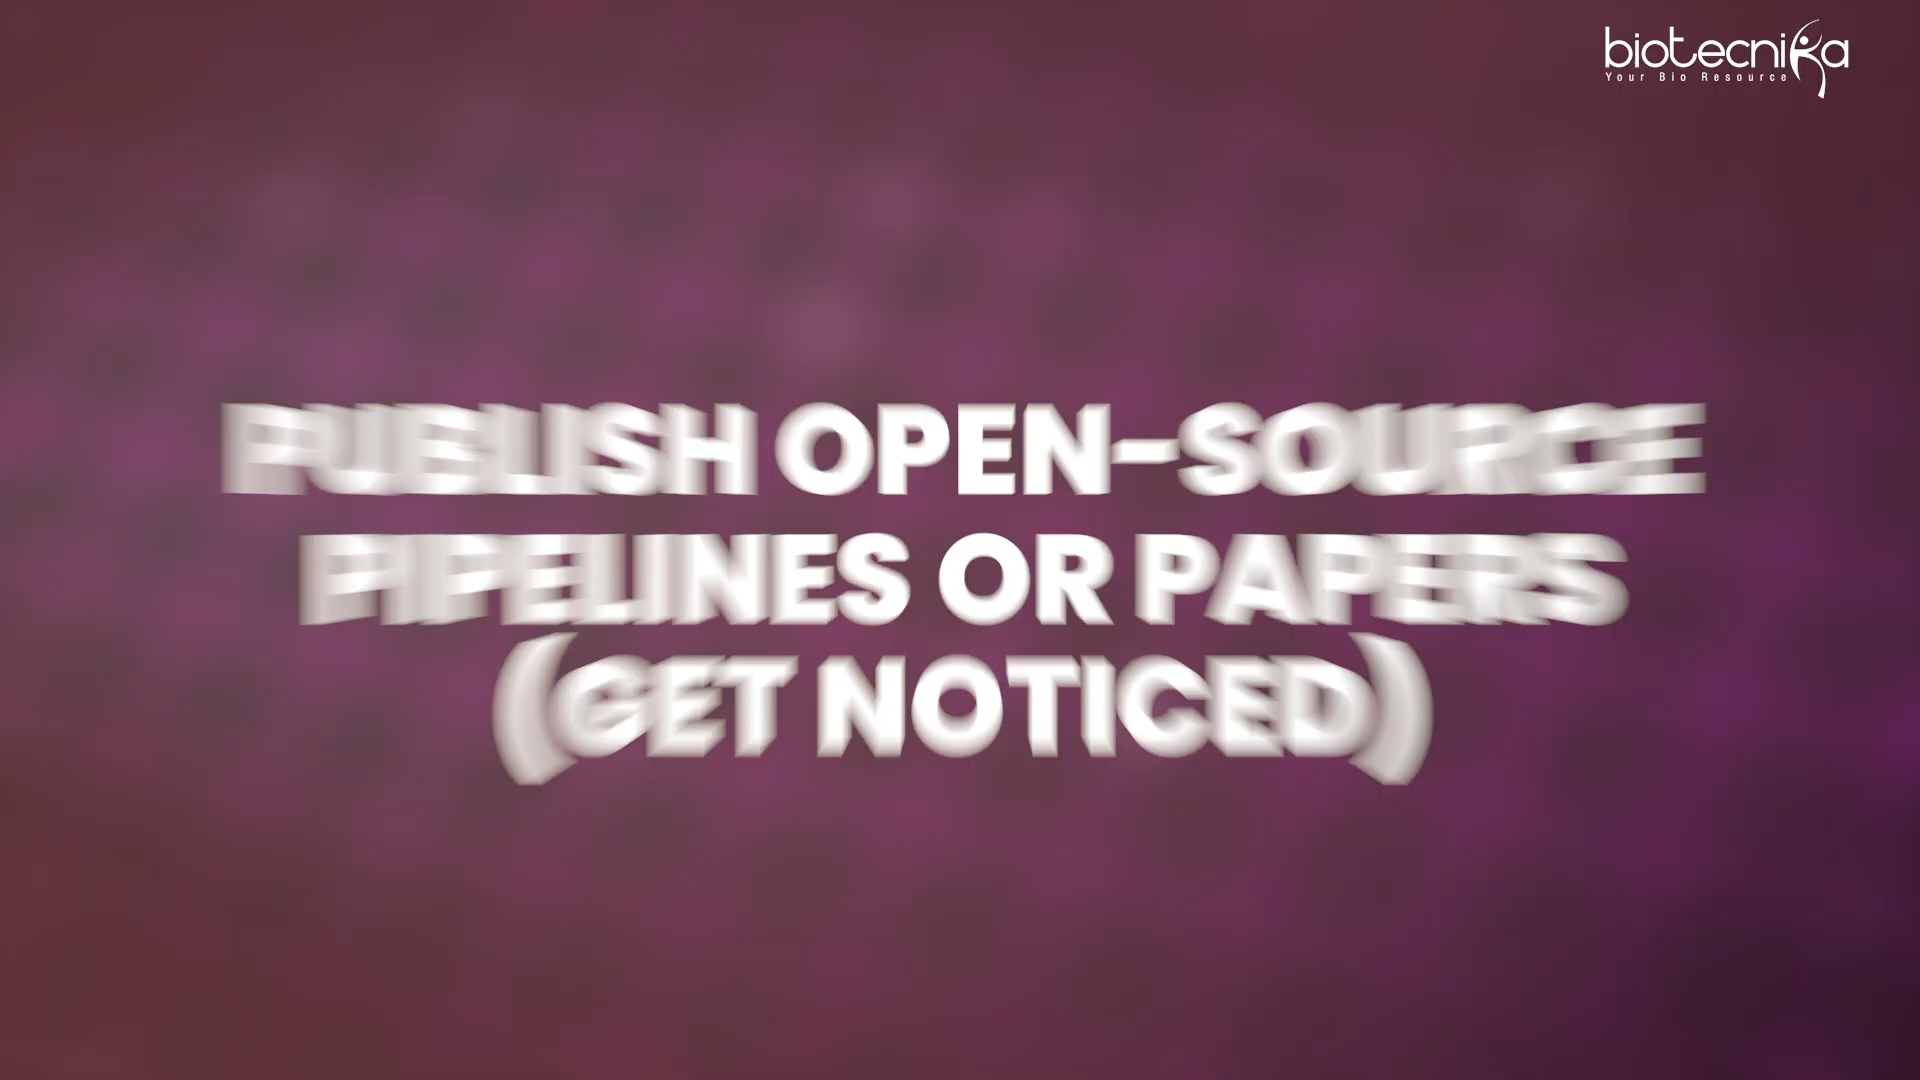 biotecnika
Your Bio Resource
PUBLISH OPEN-SOURCE
PIPELINES OR PAPERS
(GET NOTICED)